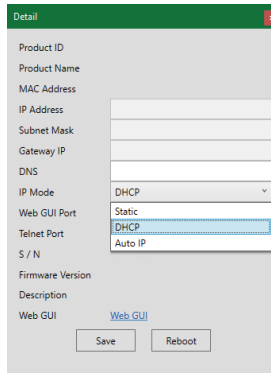 Detail
Product ID
Product Name
MAC Address
IP Address
Subnet Mask
Gateway IP
DNS
IP Mode DHCP
Web GUI Port Static
DHCP
Telnet Port
Auto IP
S / N
Firmware Version
Description
Web GUI Web GUI
Save Reboot